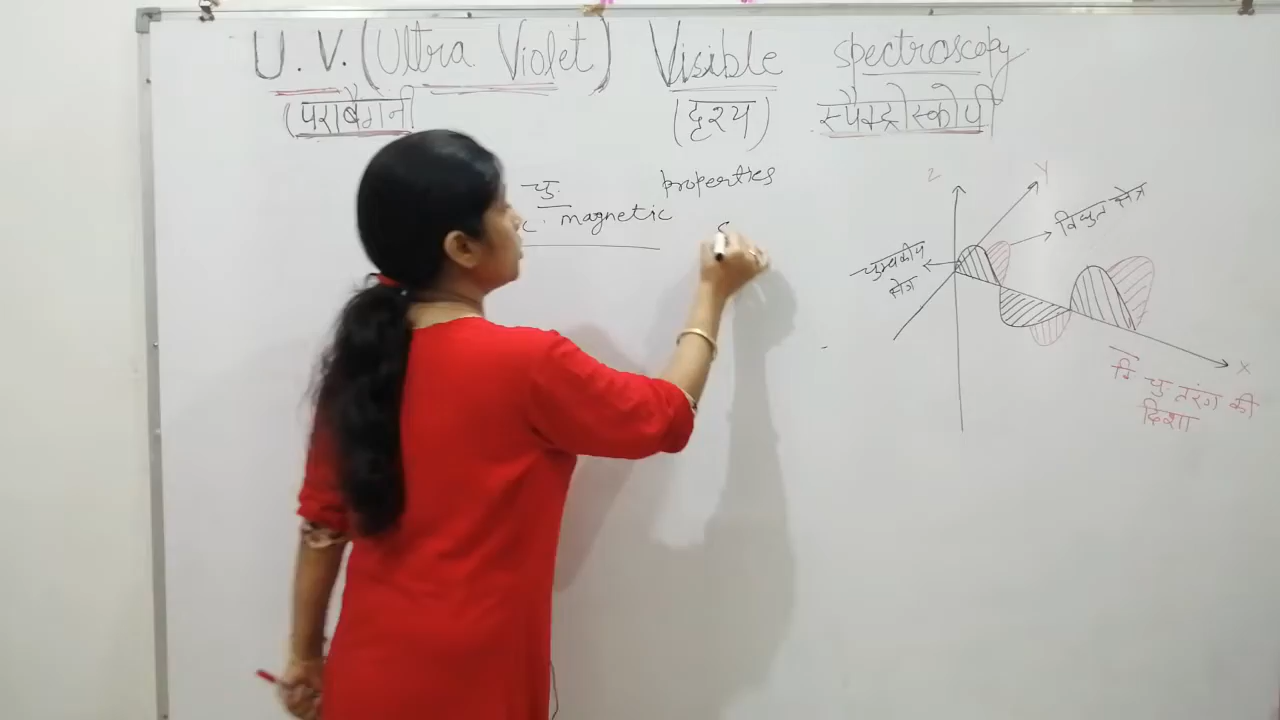 U.V. (Ultra Violet) Visible spectroscopy
(पराबैगनी (दृश्य) स्पेक्ट्रोस्कोपी
चु. properties
magnetic
Z Y
विद्युत क्षेत्र
चुम्बकीय
क्षेत्र
X
वि चु. तरंग की
दिशा